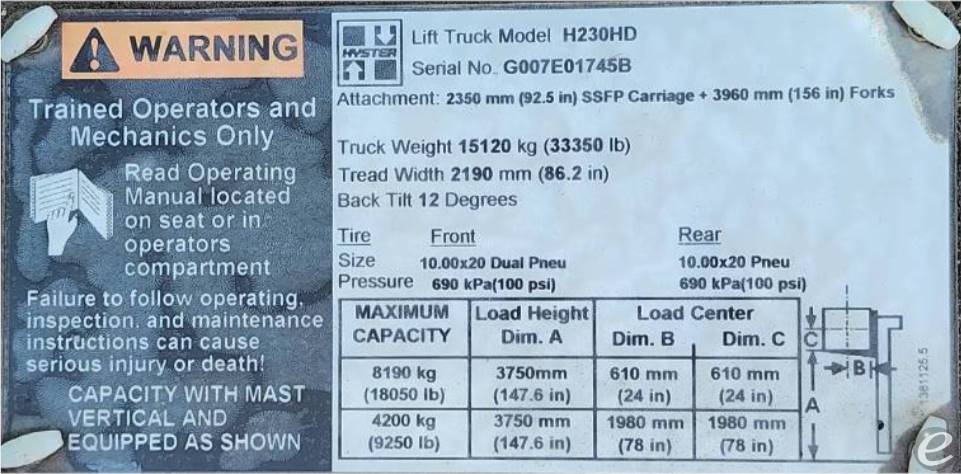 WARNING
Trained Operators and
Mechanics Only
Read Operating
Manual located
on seat or in
operators
compartment
Failure to follow operating,
inspection, and maintenance
instructions can cause
serious injury or death!
CAPACITY WITH MAST
VERTICAL AND
EQUIPPED AS SHOWN
HYSTER
Lift Truck Model H230HD
Serial No. G007E01745B
Attachment: 2350 mm (92.5 in) SSFP Carriage + 3960 mm (156 in) Forks
Truck Weight 15120 kg (33350 lb)
Tread Width 2190 mm (86.2 in)
Back Tilt 12 Degrees
Tire Front Rear
Size 10.00x20 Dual Pneu 10.00x20 Pneu
Pressure 690 kPa(100 psi) 690 kPa(100 psi)
MAXIMUM Load Height Load Center
CAPACITY Dim. A Dim. B Dim. C
8190 kg 3750mm 610 mm 610 mm
(18050 lb) (147.6 in) (24 in) (24 in)
4200 kg 3750 mm 1980 mm 1980 mm
(9250 lb) (147.6 in) (78 in) (78 in)
C
B
A
1381125.5
e